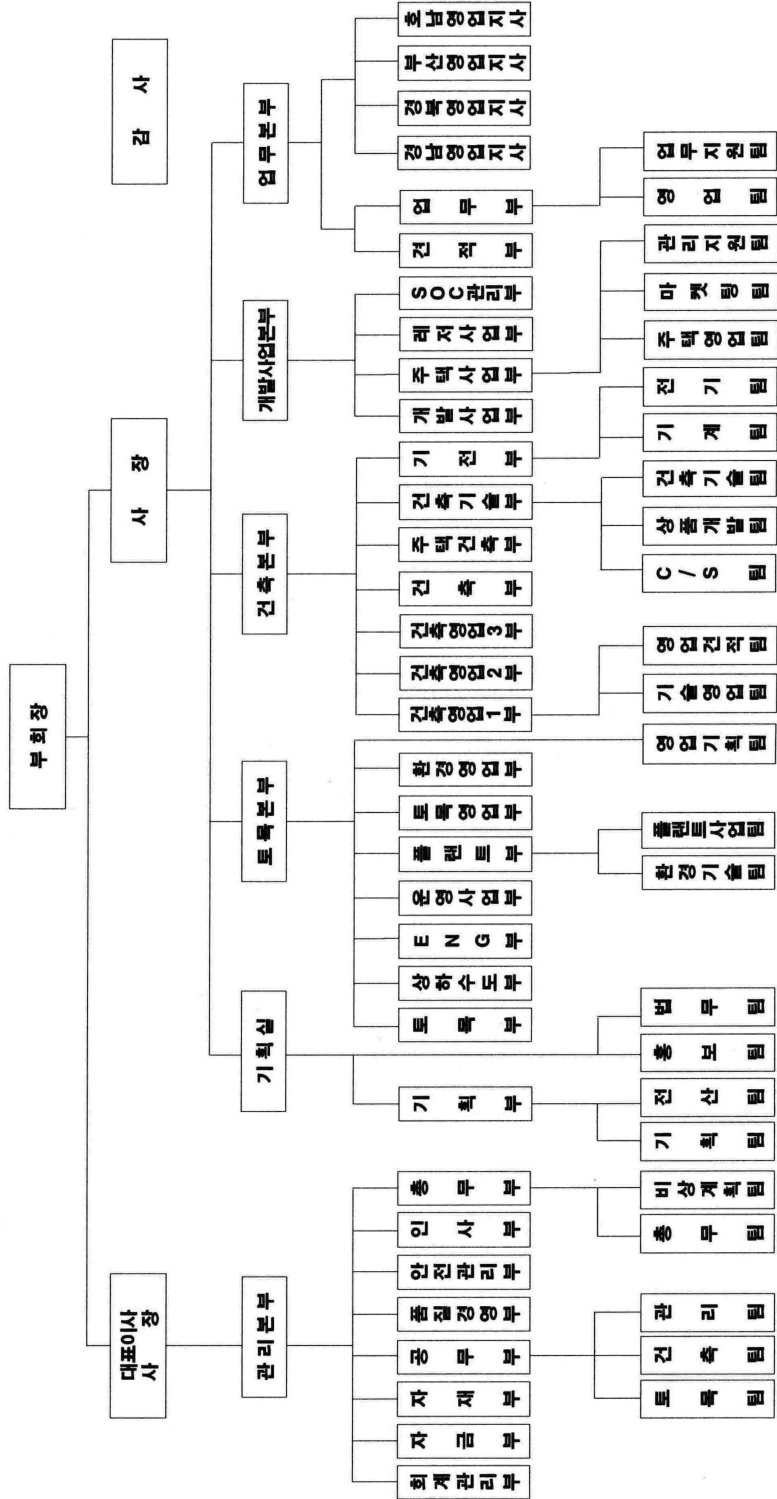 부회장
대표이사
사 장
사 장
감 사
관리본부
기획실
토목본부
건축본부
개발사업본부
업무본부
회계관리부
자금부
자재부
공무부
품질경영부
안전관리부
인사부
총무부
기획부
토목부
상하수도부
ENG부
운영사업부
플랜트부
토목영업부
환경영업부
건축영업1부
건축영업2부
건축영업3부
건축부
주택건축부
건축기술부
기전부
개발사업부
주택사업부
레저사업부
SOC관리부
견적부
업무부
경남영업지사
경북영업지사
부산영업지사
호남영업지사
토목팀
건축팀
관리팀
총무팀
비상계획팀
기획팀
전산팀
홍보팀
법무팀
환경기술팀
플랜트사업팀
영업기획팀
기술영업팀
영업견적팀
C/S팀
상품개발팀
건축기술팀
기계팀
전기팀
주택영업팀
마켓팅팀
관리지원팀
영업팀
업무지원팀